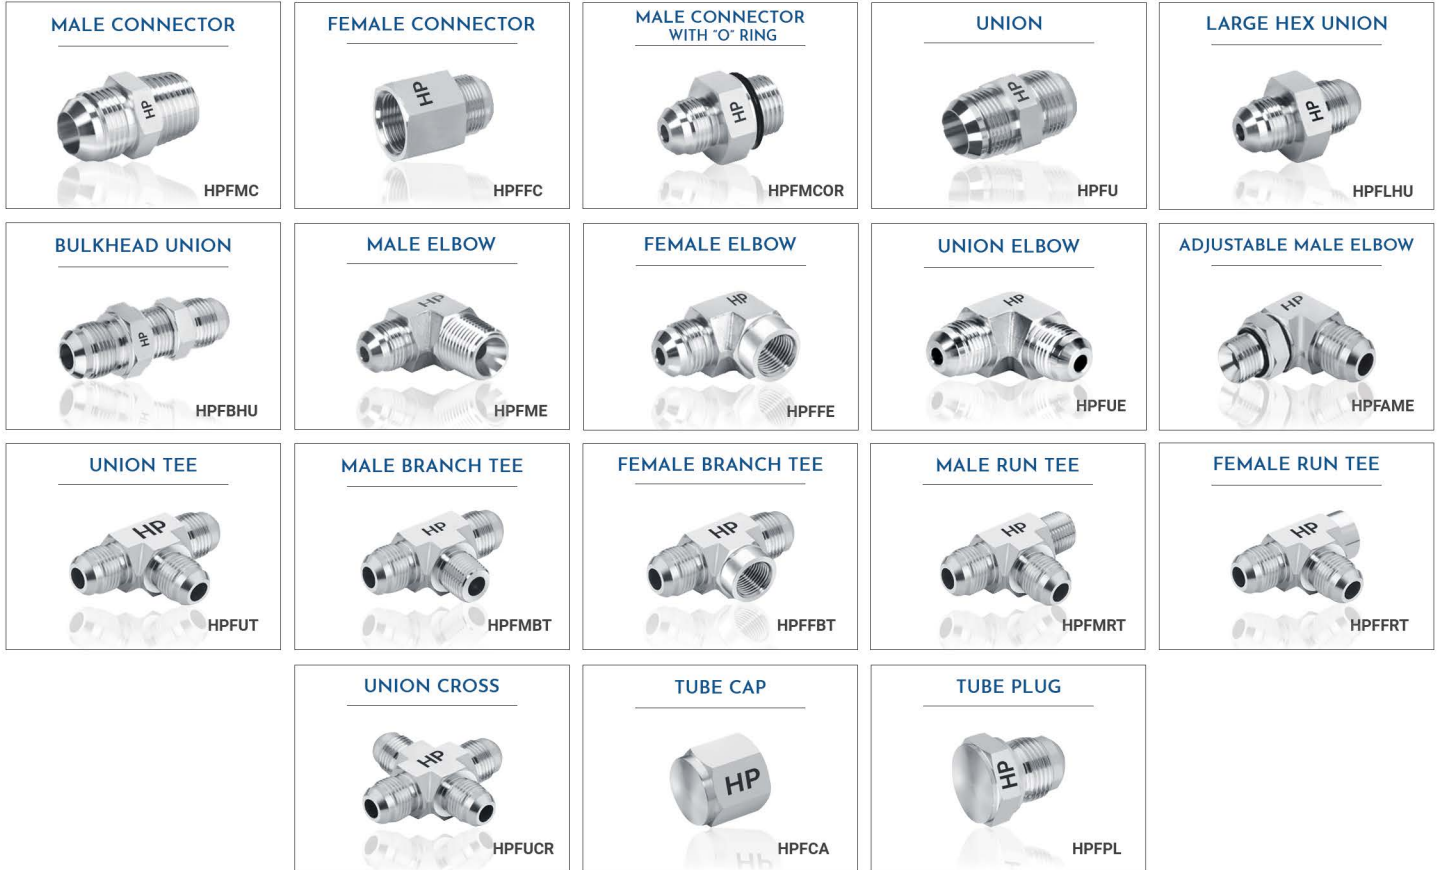 MALE CONNECTOR
HP
HPFMC
FEMALE CONNECTOR
HP
HPFFC
MALE CONNECTOR
WITH "O" RING
HP
HPFMCOR
UNION
HP
HPFU
LARGE HEX UNION
HP
HPFLHU
BULKHEAD UNION
HP
HPFBHU
MALE ELBOW
HP
HPFME
FEMALE ELBOW
HP
HPFFE
UNION ELBOW
HP
HPFUE
ADJUSTABLE MALE ELBOW
HP
HPFAME
UNION TEE
HP
HPFUT
MALE BRANCH TEE
HP
HPFMBT
FEMALE BRANCH TEE
HP
HPFFBT
MALE RUN TEE
HP
HPFMRT
FEMALE RUN TEE
HP
HPFFRT
UNION CROSS
HP
HPFUCR
TUBE CAP
HP
HPFCA
TUBE PLUG
HP
HPFPL